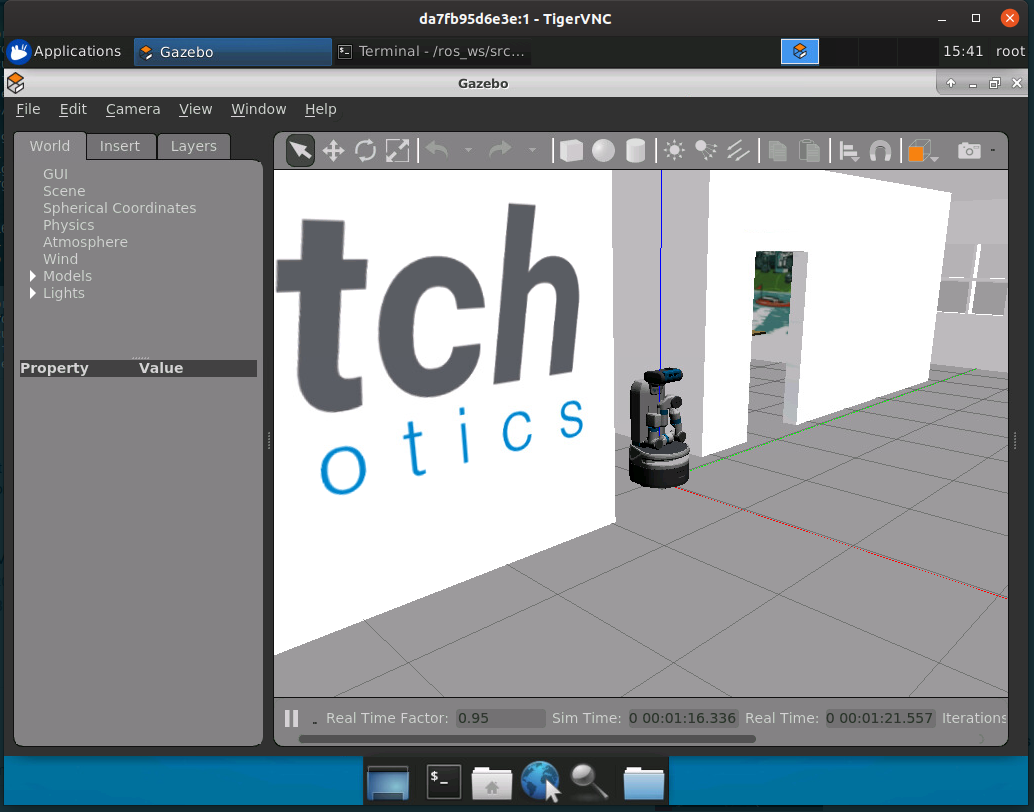 da7fb95d6e3e:1 - TigerVNC
Applications Gazebo Terminal - /ros_ws/src... 15:41 root
Gazebo
File Edit Camera View Window Help
World Insert Layers
GUI
Scene
Spherical Coordinates
Physics
Atmosphere
Wind
Models
Lights
Property Value
tch
otics
Real Time Factor: 0.95 Sim Time: 0 00:01:16.336 Real Time: 0 00:01:21.557 Iterations
$_